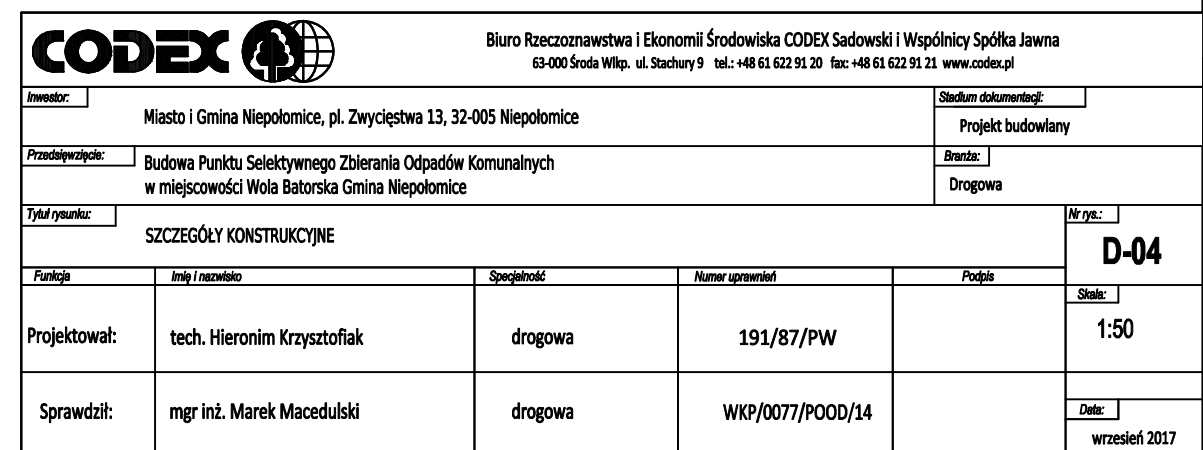 CODEX
Biuro Rzeczoznawstwa i Ekonomii Środowiska CODEX Sadowski i Wspólnicy Spółka Jawna
63-000 Środa Wlkp. ul. Stachury 9 tel.: +48 61 622 91 20 fax: +48 61 622 91 21 www.codex.pl
Inwestor:
Miasto i Gmina Niepołomice, pl. Zwycięstwa 13, 32-005 Niepołomice
Stadium dokumentacji:
Projekt budowlany
Przedsięwzięcie:
Budowa Punktu Selektywnego Zbierania Odpadów Komunalnych
w miejscowości Wola Batorska Gmina Niepołomice
Branża:
Drogowa
Tytuł rysunku:
SZCZEGÓŁY KONSTRUKCYJNE
Nr rys.:
D-04
Funkcja Imię i nazwisko Specjalność Numer uprawnień Podpis
Skala:
1:50
Projektował: tech. Hieronim Krzysztofiak drogowa 191/87/PW
Sprawdził: mgr inż. Marek Macedulski drogowa WKP/0077/POOD/14
Data:
wrzesień 2017